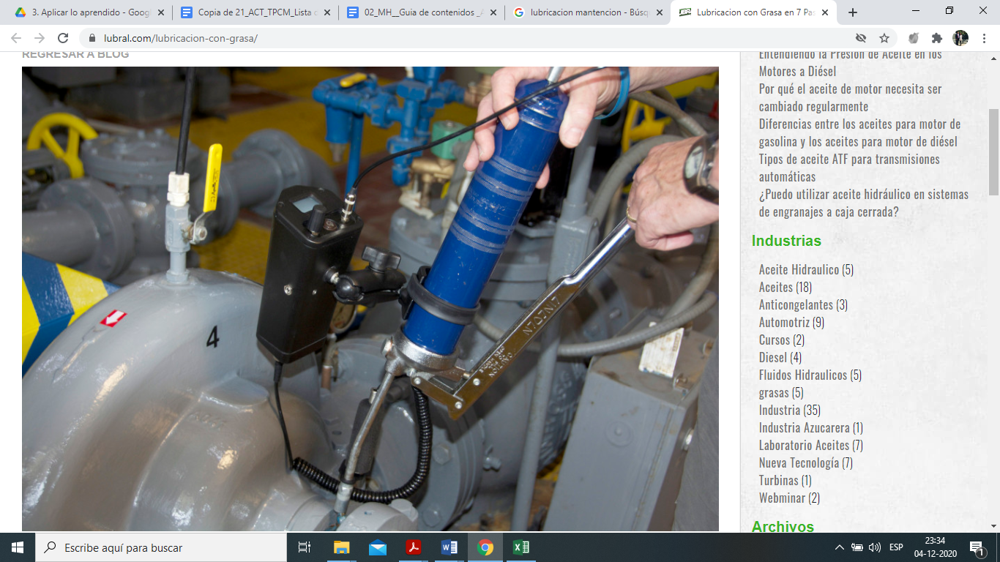 3. Aplicar lo aprendido - Goog
Copia de 21_ACT_TPCM_Lista
02_MH__Guia de contenidos _A
lubricacion mantencion - Búsq
Lubricacion con Grasa en 7 Pas
lubral.com/lubricacion-con-grasa/
REGRESAR A BLOG
4
LINCOLN
CAUTION
Entendiendo la Presión de Aceite en los
Motores a Diésel
Por qué el aceite de motor necesita ser
cambiado regularmente
Diferencias entre los aceites para motor de
gasolina y los aceites para motor de diésel
Tipos de aceite ATF para transmisiones
automáticas
¿Puedo utilizar aceite hidráulico en sistemas
de engranajes a caja cerrada?
Industrias
Aceite Hidraulico (5)
Aceites (18)
Anticongelantes (3)
Automotriz (9)
Cursos (2)
Diesel (4)
Fluidos Hidraulicos (5)
grasas (5)
Industria (35)
Industria Azucarera (1)
Laboratorio Aceites (7)
Nueva Tecnología (7)
Turbinas (1)
Webminar (2)
Archivos
Escribe aquí para buscar
ESP
23:34
04-12-2020
1